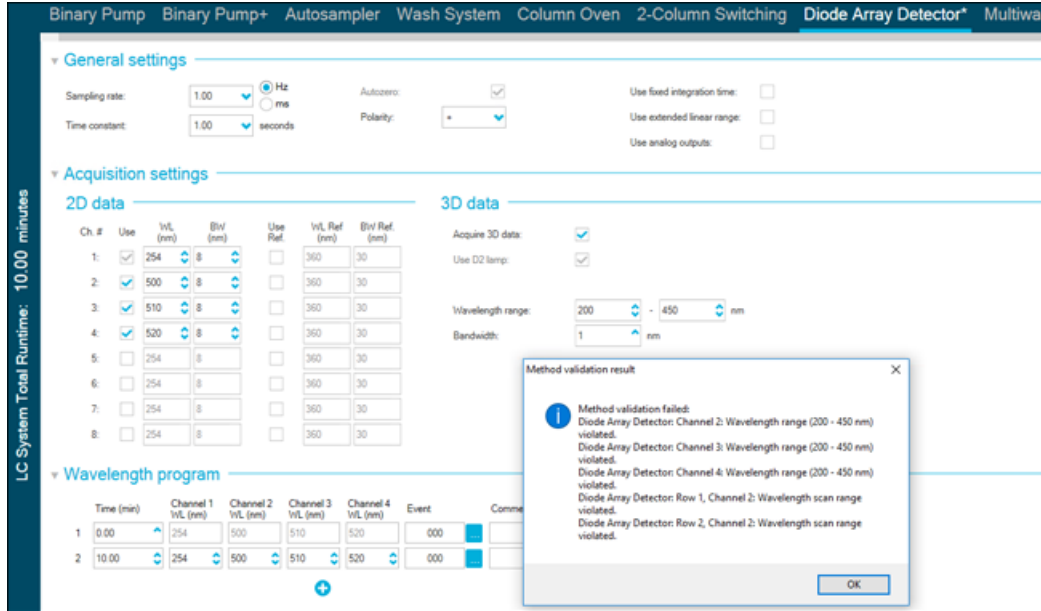 Binary Pump Binary Pump+ Autosampler Wash System Column Oven 2-Column Switching Diode Array Detector* Multiwa
General settings
Sampling rate: 1.00 Hz ms Autozero: Use fixed integration time:
Time constant: 1.00 seconds Polarity: + Use extended linear range:
Use analog outputs:
Acquisition settings
2D data 3D data
Ch. # Use WL (nm) BW (nm) Use Ref. WL Ref (nm) BW Ref. (nm)
1: 254 8 360 30
2: 500 8 360 30
3: 510 8 360 30
4: 520 8 360 30
5: 254 8 360 30
6: 254 8 360 30
7: 254 8 360 30
8: 254 8 360 30
Acquire 3D data:
Use D2 lamp:
Wavelength range: 200 - 450 nm
Bandwidth: 1 nm
Wavelength program
Time (min) Channel 1 WL (nm) Channel 2 WL (nm) Channel 3 WL (nm) Channel 4 WL (nm) Event Comme
1 0.00 254 500 510 520 000 ...
2 10.00 254 500 510 520 000 ...
LC System Total Runtime: 10.00 minutes
Method validation result
Method validation failed:
Diode Array Detector: Channel 2: Wavelength range (200 - 450 nm)
violated.
Diode Array Detector: Channel 3: Wavelength range (200 - 450 nm)
violated.
Diode Array Detector: Channel 4: Wavelength range (200 - 450 nm)
violated.
Diode Array Detector: Row 1, Channel 2: Wavelength scan range
violated.
Diode Array Detector: Row 2, Channel 2: Wavelength scan range
violated.
OK